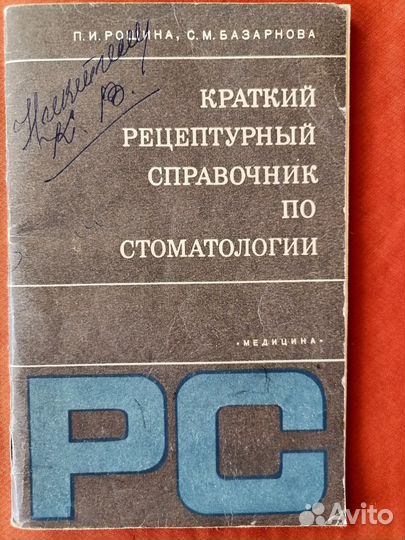 П. И. РОЩИНА, С. М. БАЗАРНОВА
КРАТКИЙ
РЕЦЕПТУРНЫЙ
СПРАВОЧНИК
ПО
СТОМАТОЛОГИИ
«МЕДИЦИНА»
РС
Avito